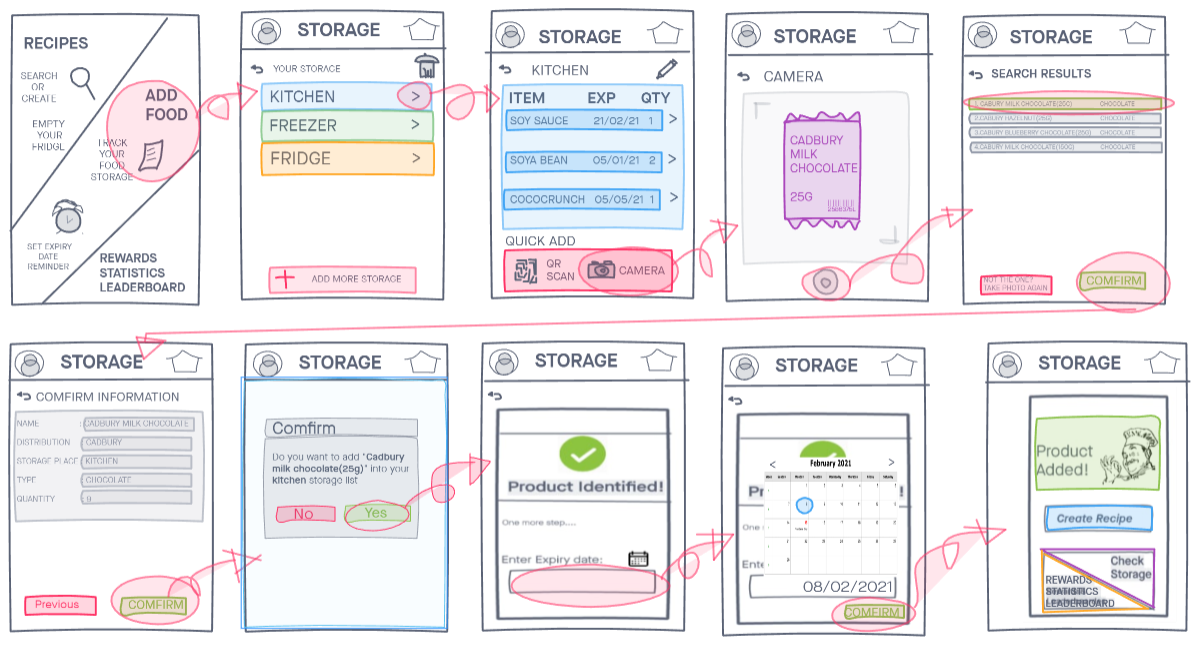 RECIPES
SEARCH
OR
CREATE
ADD
FOOD
EMPTY
YOUR
FRIDGE
TRACK
YOUR
FOOD
STORAGE
SET EXPIRY
DATE
REMINDER
REWARDS
STATISTICS
LEADERBOARD
STORAGE
YOUR STORAGE
KITCHEN >
FREEZER >
FRIDGE >
ADD MORE STORAGE
STORAGE
KITCHEN
ITEM EXP QTY
SOY SAUCE 21/02/21 1 >
SOYA BEAN 05/01/21 2 >
COCOCRUNCH 05/05/21 1 >
QUICK ADD
QR
SCAN
CAMERA
STORAGE
CAMERA
CADBURY
MILK
CHOCOLATE
25G
STORAGE
SEARCH RESULTS
1. CABURY MILK CHOCOLATE(25G) CHOCOLATE
2.CABURY HAZELNUT(25G) CHOCOLATE
3.CABURY BLUEBERRY CHOCOLATE(25G) CHOCOLATE
4.CABURY MILK CHOCOLATE(150G) CHOCOLATE
NOT THE ONE?
TAKE PHOTO AGAIN
COMFIRM
STORAGE
COMFIRM INFORMATION
NAME : CADBURY MILK CHOCOLATE
DISTRIBUTION CADBURY
STORAGE PLACE KITCHEN
TYPE CHOCOLATE
QUANTITY
Previous
COMFIRM
STORAGE
Comfirm
Do you want to add "Cadbury
milk chocolate(25g)" into your
kitchen storage list
No
Yes
STORAGE
Product Identified!
One more step....
Enter Expiry date:
STORAGE
Pr !
One
< February 2021 >
Ente
08/02/2021
COMFIRM
STORAGE
Product
Added!
Create Recipe
Check
Storage
REWARDS
STATISTICS
LEADERBOARD